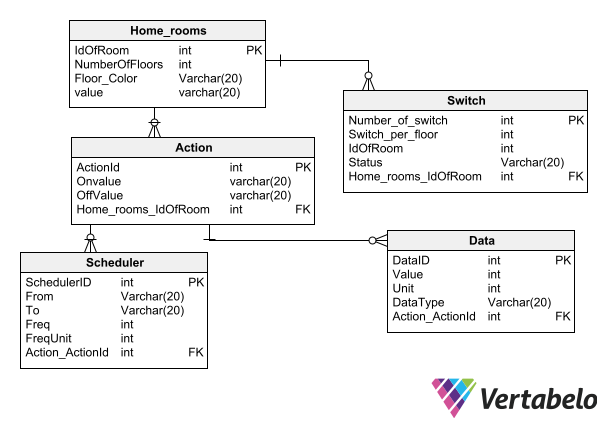 Home_rooms
IdOfRoom int PK
NumberOfFloors int
Floor_Color Varchar(20)
value varchar(20)
Switch
Number_of_switch int PK
Switch_per_floor int
IdOfRoom int
Status Varchar(20)
Home_rooms_IdOfRoom int FK
Action
ActionId int PK
Onvalue varchar(20)
OffValue varchar(20)
Home_rooms_IdOfRoom int FK
Scheduler
SchedulerID int PK
From Varchar(20)
To Varchar(20)
Freq int
FreqUnit int
Action_ActionId int FK
Data
DataID int PK
Value int
Unit int
DataType Varchar(20)
Action_ActionId int FK
Vertabelo